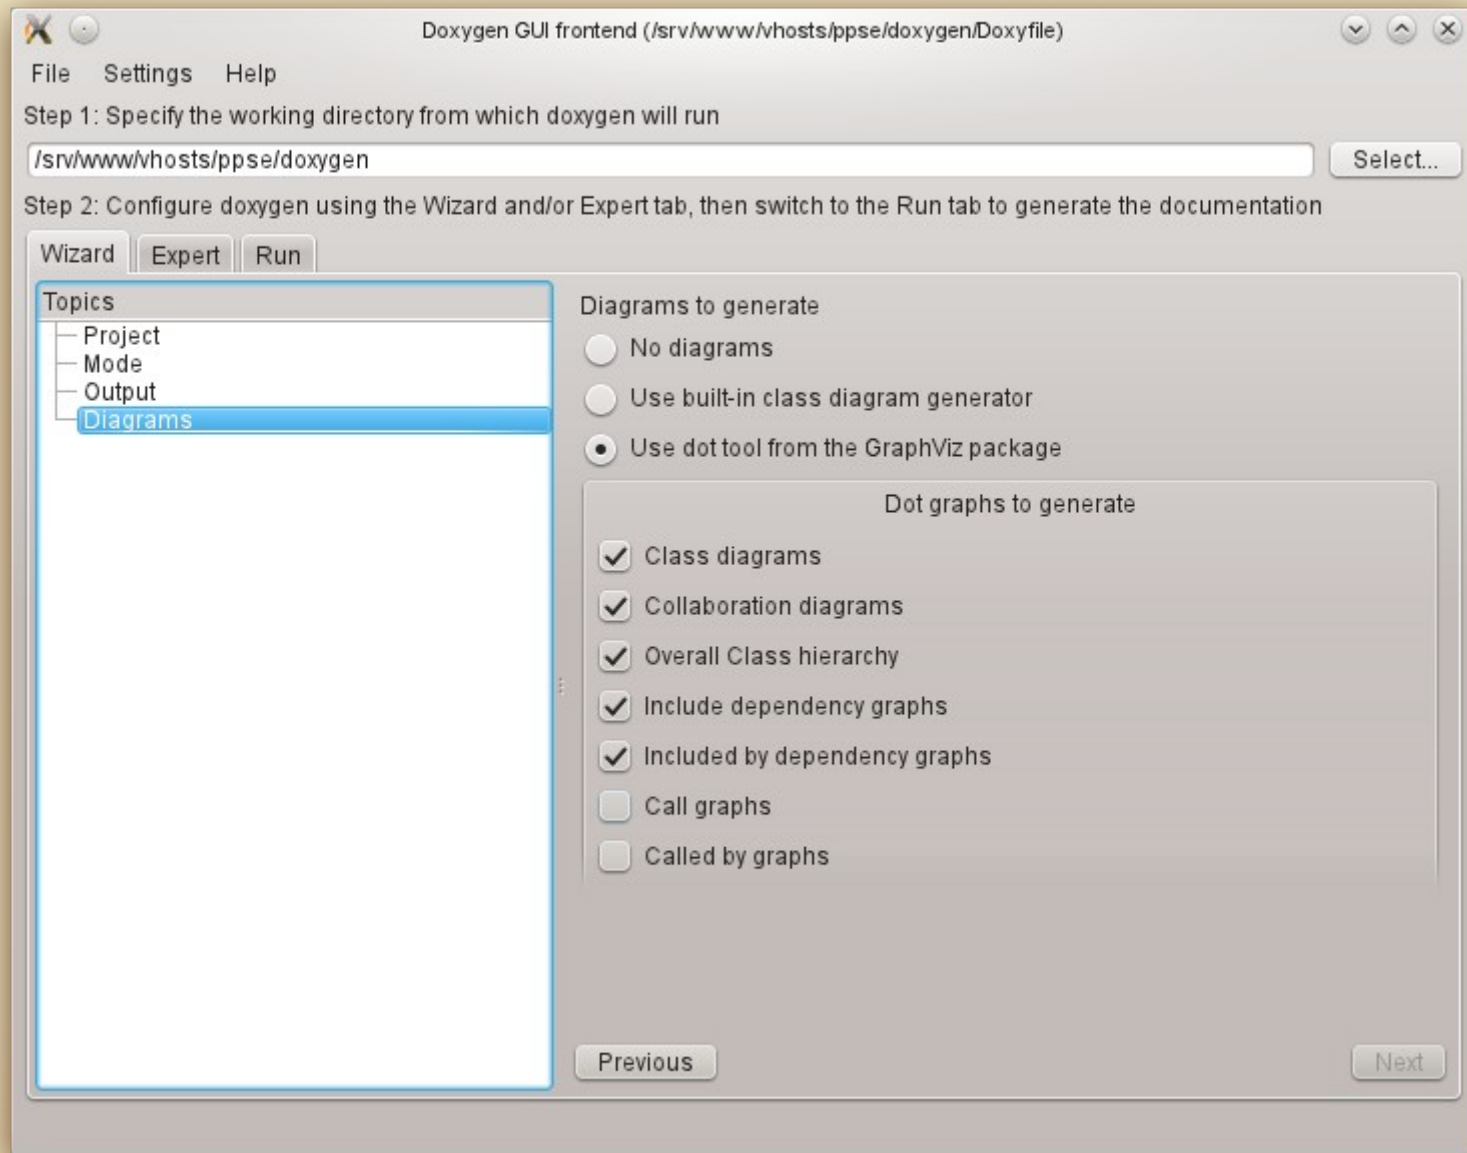 Doxygen GUI frontend (/srv/www/vhosts/ppse/doxygen/Doxyfile)
File Settings Help
Step 1: Specify the working directory from which doxygen will run
/srv/www/vhosts/ppse/doxygen Select...
Step 2: Configure doxygen using the Wizard and/or Expert tab, then switch to the Run tab to generate the documentation
Wizard Expert Run
Topics
Project
Mode
Output
Diagrams
Diagrams to generate
No diagrams
Use built-in class diagram generator
Use dot tool from the GraphViz package
Dot graphs to generate
Class diagrams
Collaboration diagrams
Overall Class hierarchy
Include dependency graphs
Included by dependency graphs
Call graphs
Called by graphs
Previous Next